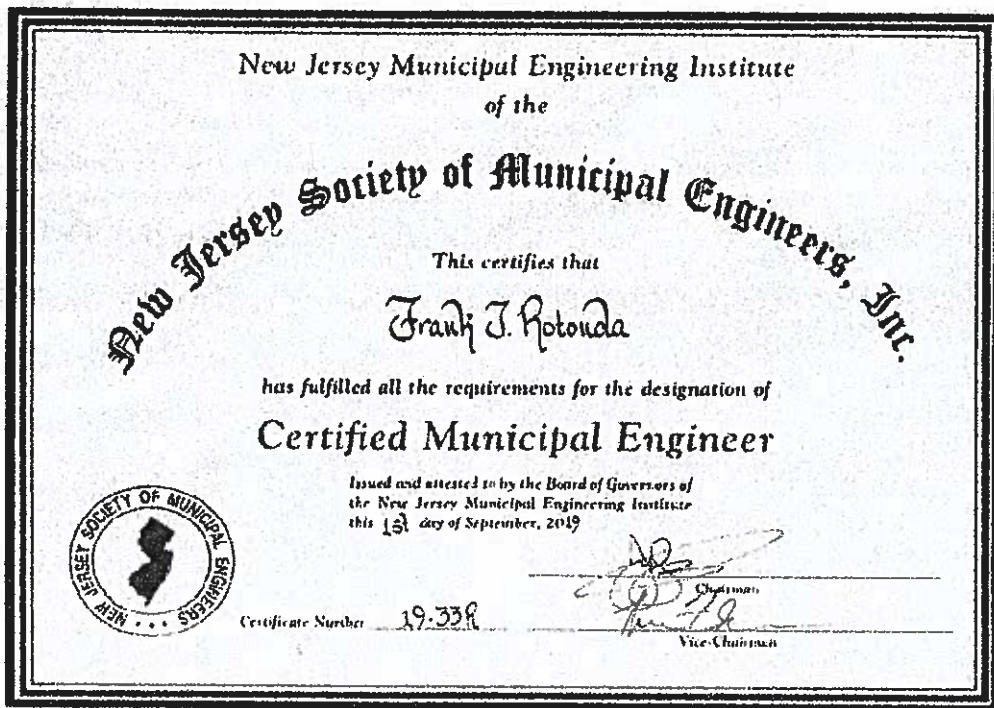 New Jersey Municipal Engineering Institute
of the
New Jersey Society of Municipal Engineers, Inc.
This certifies that
Frank J. Rotonda
has fulfilled all the requirements for the designation of
Certified Municipal Engineer
Issued and attested to by the Board of Governors of
the New Jersey Municipal Engineering Institute
this 1st day of September, 2019
NEW JERSEY SOCIETY OF MUNICIPAL ENGINEERS
Chairman
Certificate Number
Vice-Chairman